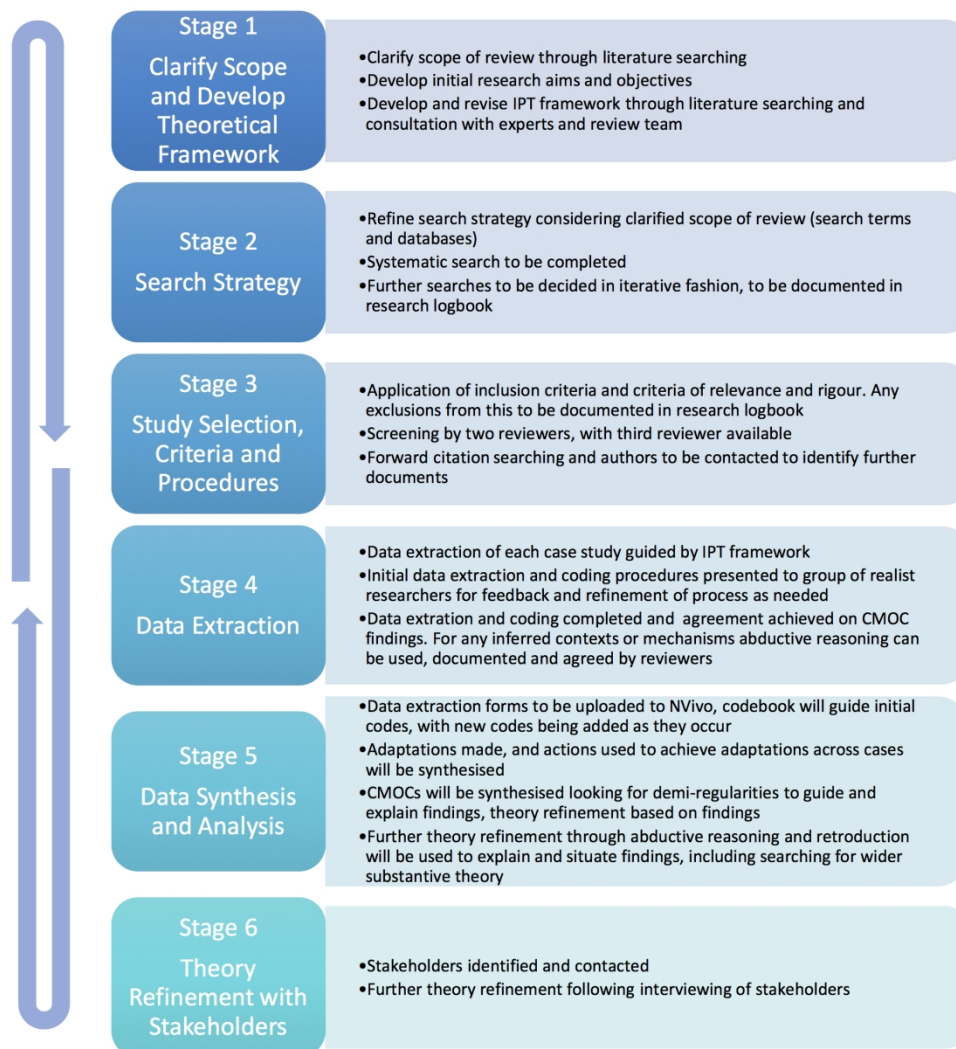 Stage 1
Clarify Scope
and Develop
Theoretical
Framework
•Clarify scope of review through literature searching
•Develop initial research aims and objectives
•Develop and revise IPT framework through literature searching and
consultation with experts and review team
Stage 2
Search Strategy
•Refine search strategy considering clarified scope of review (search terms
and databases)
•Systematic search to be completed
•Further searches to be decided in iterative fashion, to be documented in
research logbook
Stage 3
Study Selection,
Criteria and
Procedures
•Application of inclusion criteria and criteria of relevance and rigour. Any
exclusions from this to be documented in research logbook
•Screening by two reviewers, with third reviewer available
•Forward citation searching and authors to be contacted to identify further
documents
Stage 4
Data Extraction
•Data extraction of each case study guided by IPT framework
•Initial data extraction and coding procedures presented to group of realist
researchers for feedback and refinement of process as needed
•Data extration and coding completed and agreement achieved on CMOC
findings. For any inferred contexts or mechanisms abductive reasoning can
be used, documented and agreed by reviewers
Stage 5
Data Synthesis
and Analysis
•Data extraction forms to be uploaded to NVivo, codebook will guide initial
codes, with new codes being added as they occur
•Adaptations made, and actions used to achieve adaptations across cases
will be synthesised
•CMOCs will be synthesised looking for demi-regularities to guide and
explain findings, theory refinement based on findings
•Further theory refinement through abductive reasoning and retroduction
will be used to explain and situate findings, including searching for wider
substantive theory
Stage 6
Theory
Refinement with
Stakeholders
•Stakeholders identified and contacted
•Further theory refinement following interviewing of stakeholders